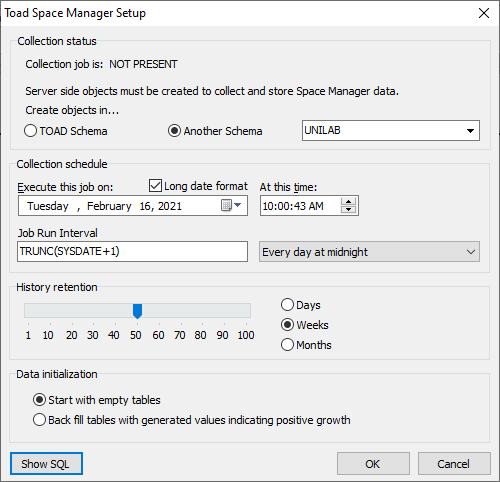 Toad Space Manager Setup
Collection status
Collection job is: NOT PRESENT
Server side objects must be created to collect and store Space Manager data.
Create objects in...
TOAD Schema Another Schema UNILAB
Collection schedule
Execute this job on: Long date format At this time:
Tuesday , February 16, 2021 10:00:43 AM
Job Run Interval
TRUNC(SYSDATE+1) Every day at midnight
History retention
Days
Weeks
1 10 20 30 40 50 60 70 80 90 100
Months
Data initialization
Start with empty tables
Back fill tables with generated values indicating positive growth
Show SQL OK Cancel